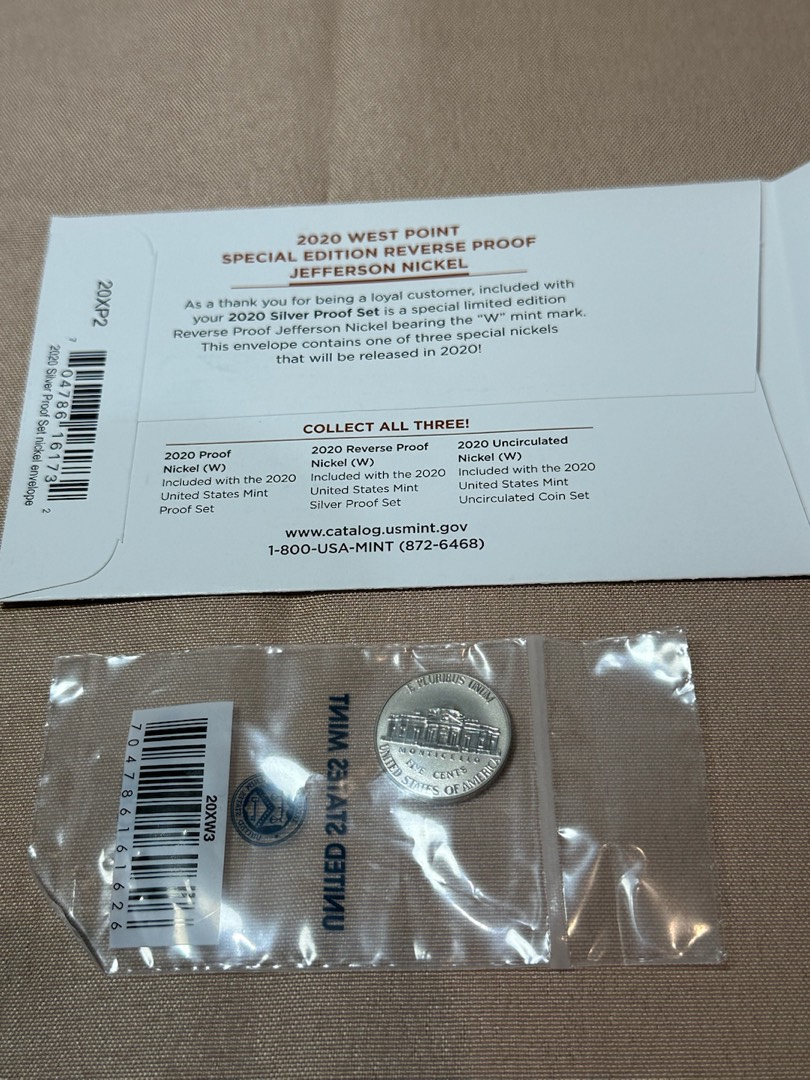 2020 WEST POINT
SPECIAL EDITION REVERSE PROOF
JEFFERSON NICKEL
As a thank you for being a loyal customer, included with
your 2020 Silver Proof Set is a special limited edition
Reverse Proof Jefferson Nickel bearing the “W” mint mark.
This envelope contains one of three special nickels
that will be released in 2020!
20XP2
7 04786 16173 2
2020 Silver Proof Set nickel envelope
COLLECT ALL THREE!
2020 Proof
Nickel (W)
Included with the 2020
United States Mint
Proof Set
2020 Reverse Proof
Nickel (W)
Included with the 2020
United States Mint
Silver Proof Set
2020 Uncirculated
Nickel (W)
Included with the 2020
United States Mint
Uncirculated Coin Set
www.catalog.usmint.gov
1-800-USA-MINT (872-6468)
20XW3
704786161626
UNITED STATES MINT
E PLURIBUS UNUM
MONTICELLO
FIVE CENTS
UNITED STATES OF AMERICA